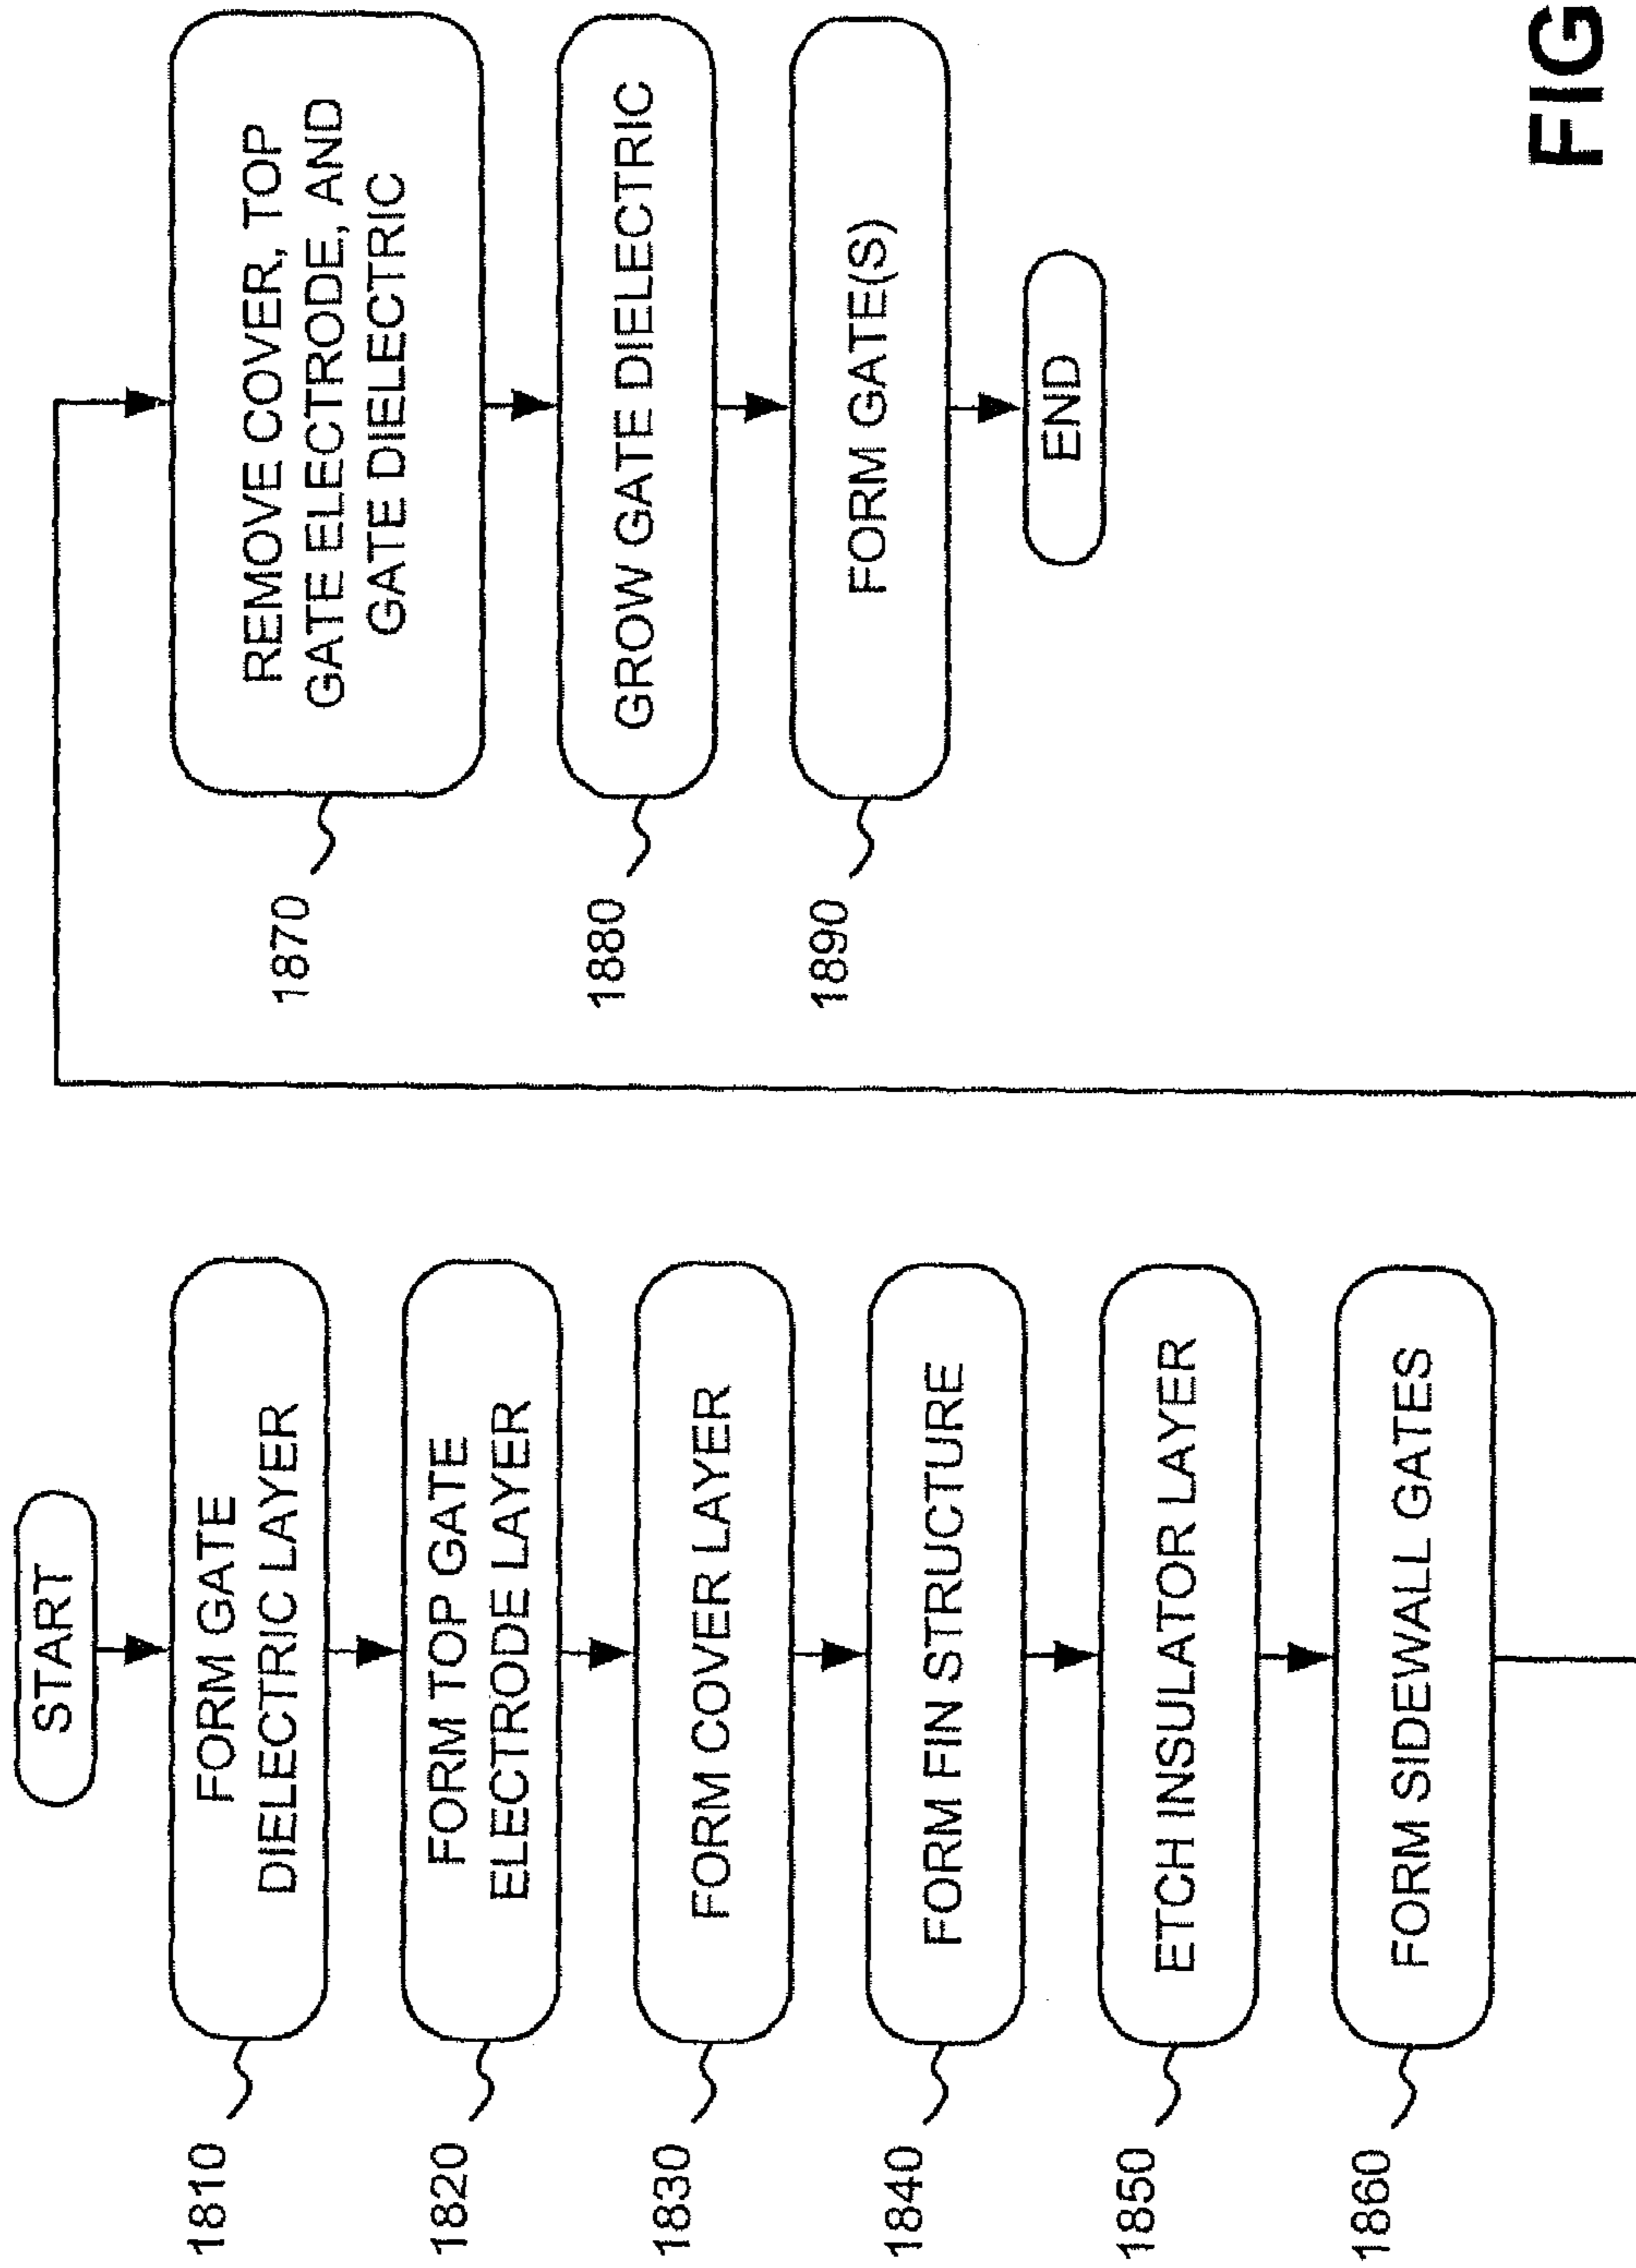 START
1810
FORM GATE
DIELECTRIC LAYER
1820
FORM TOP GATE
ELECTRODE LAYER
1830
FORM COVER LAYER
1840
FORM FIN STRUCTURE
1850
ETCH INSULATOR LAYER
1860
FORM SIDEWALL GATES
1870
REMOVE COVER, TOP
GATE ELECTRODE, AND
GATE DIELECTRIC
1880
GROW GATE DIELECTRIC
1890
FORM GATE(S)
END
FIG